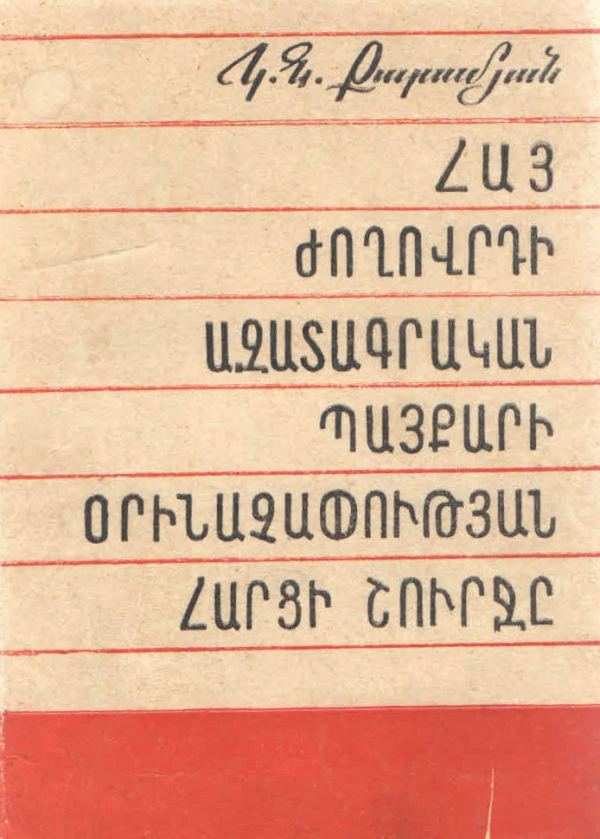 Կ.Ն. Քարամյան
ՀԱՅ
ԺՈՂՈՎՐԴԻ
ԱԶԱՏԱԳՐԱԿԱՆ
ՊԱՅՔԱՐԻ
ՕՐԻՆԱՉԱՓՈՒԹՅԱՆ
ՀԱՐՑԻ ՇՈՒՐՋԸ